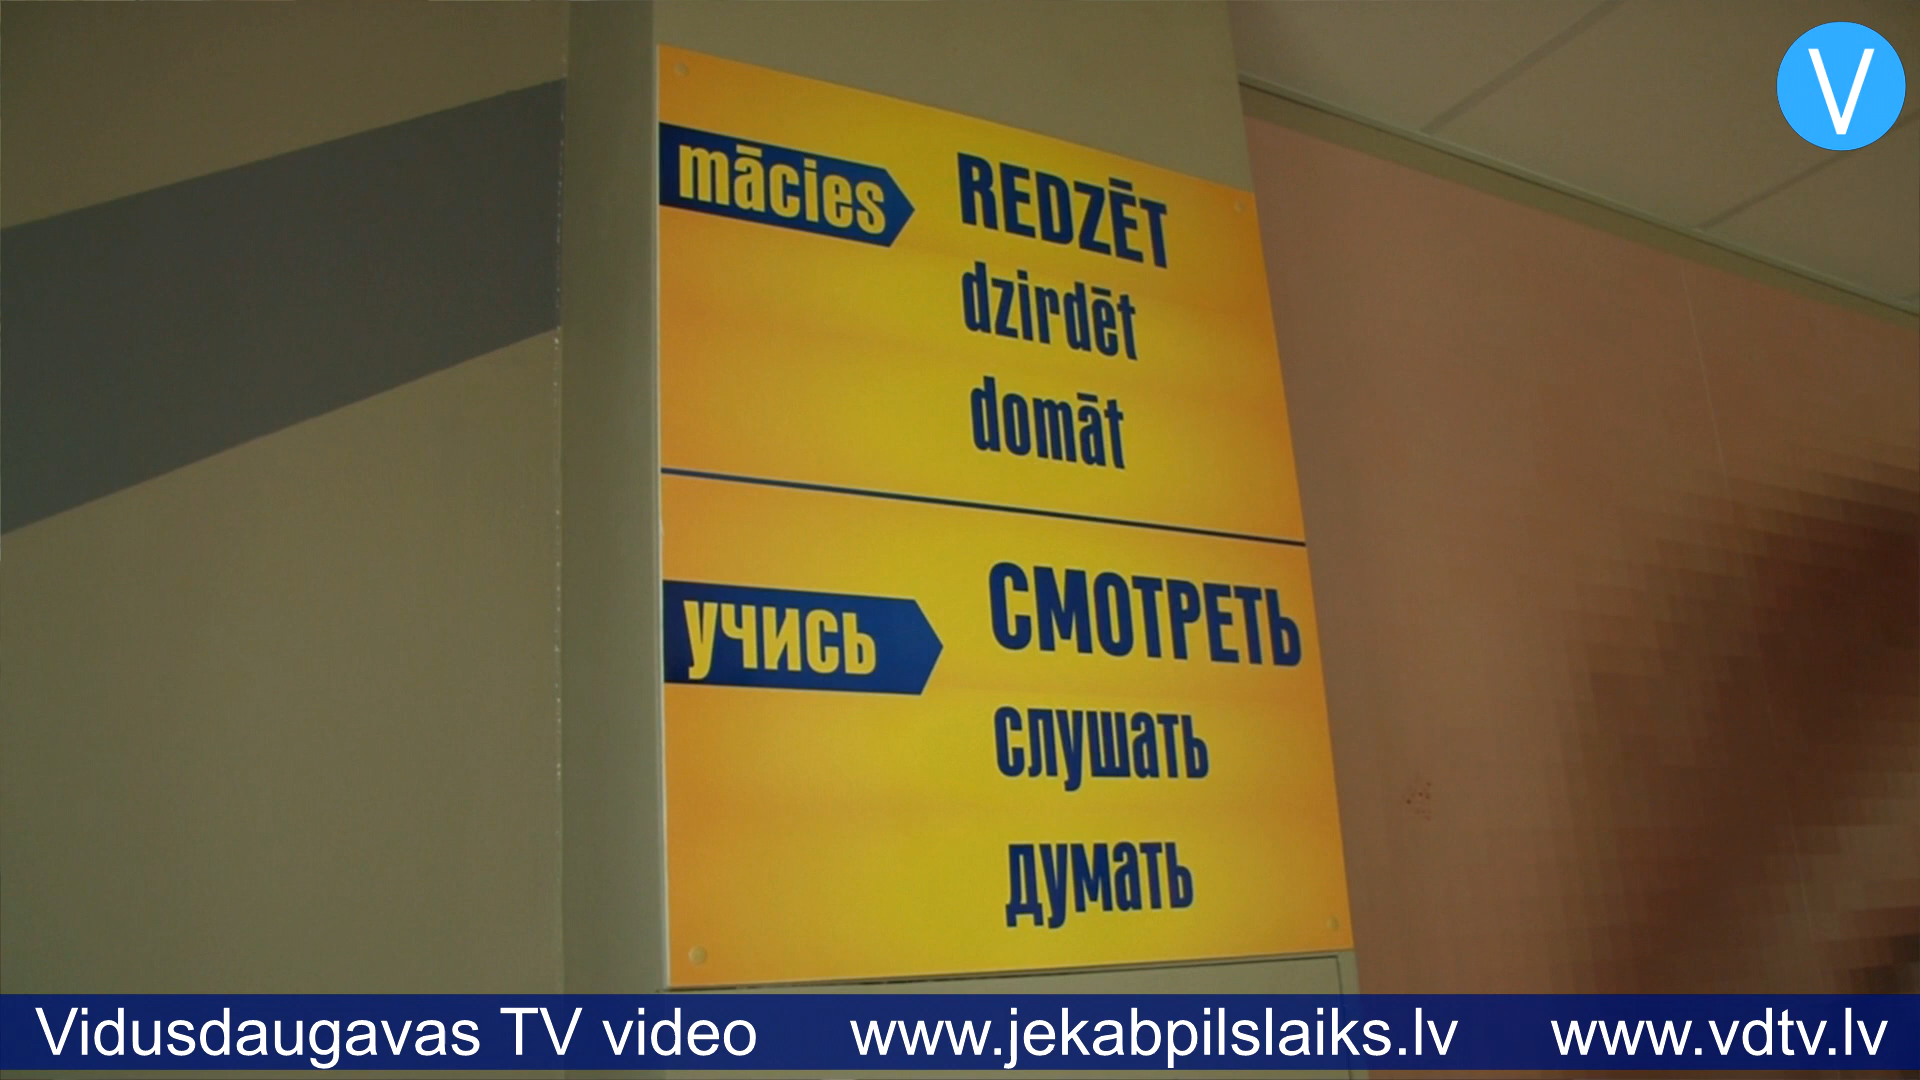 V
mācies REDZĒT
dzirdēt
domāt
учись СМОТРЕТЬ
слушать
думать
Vidusdaugavas TV video www.jekabpilslaiks.lv www.vdtv.lv